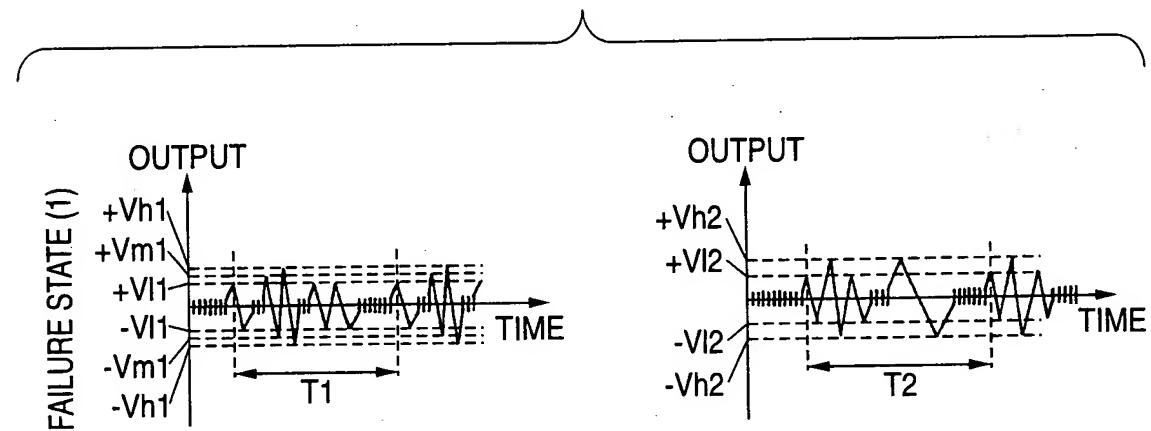 FAILURE STATE (1)
OUTPUT
+Vh1
+Vm1
+Vl1
-Vl1
-Vm1
-Vh1
TIME
T1
OUTPUT
+Vh2
+Vl2
-Vl2
-Vh2
TIME
T2